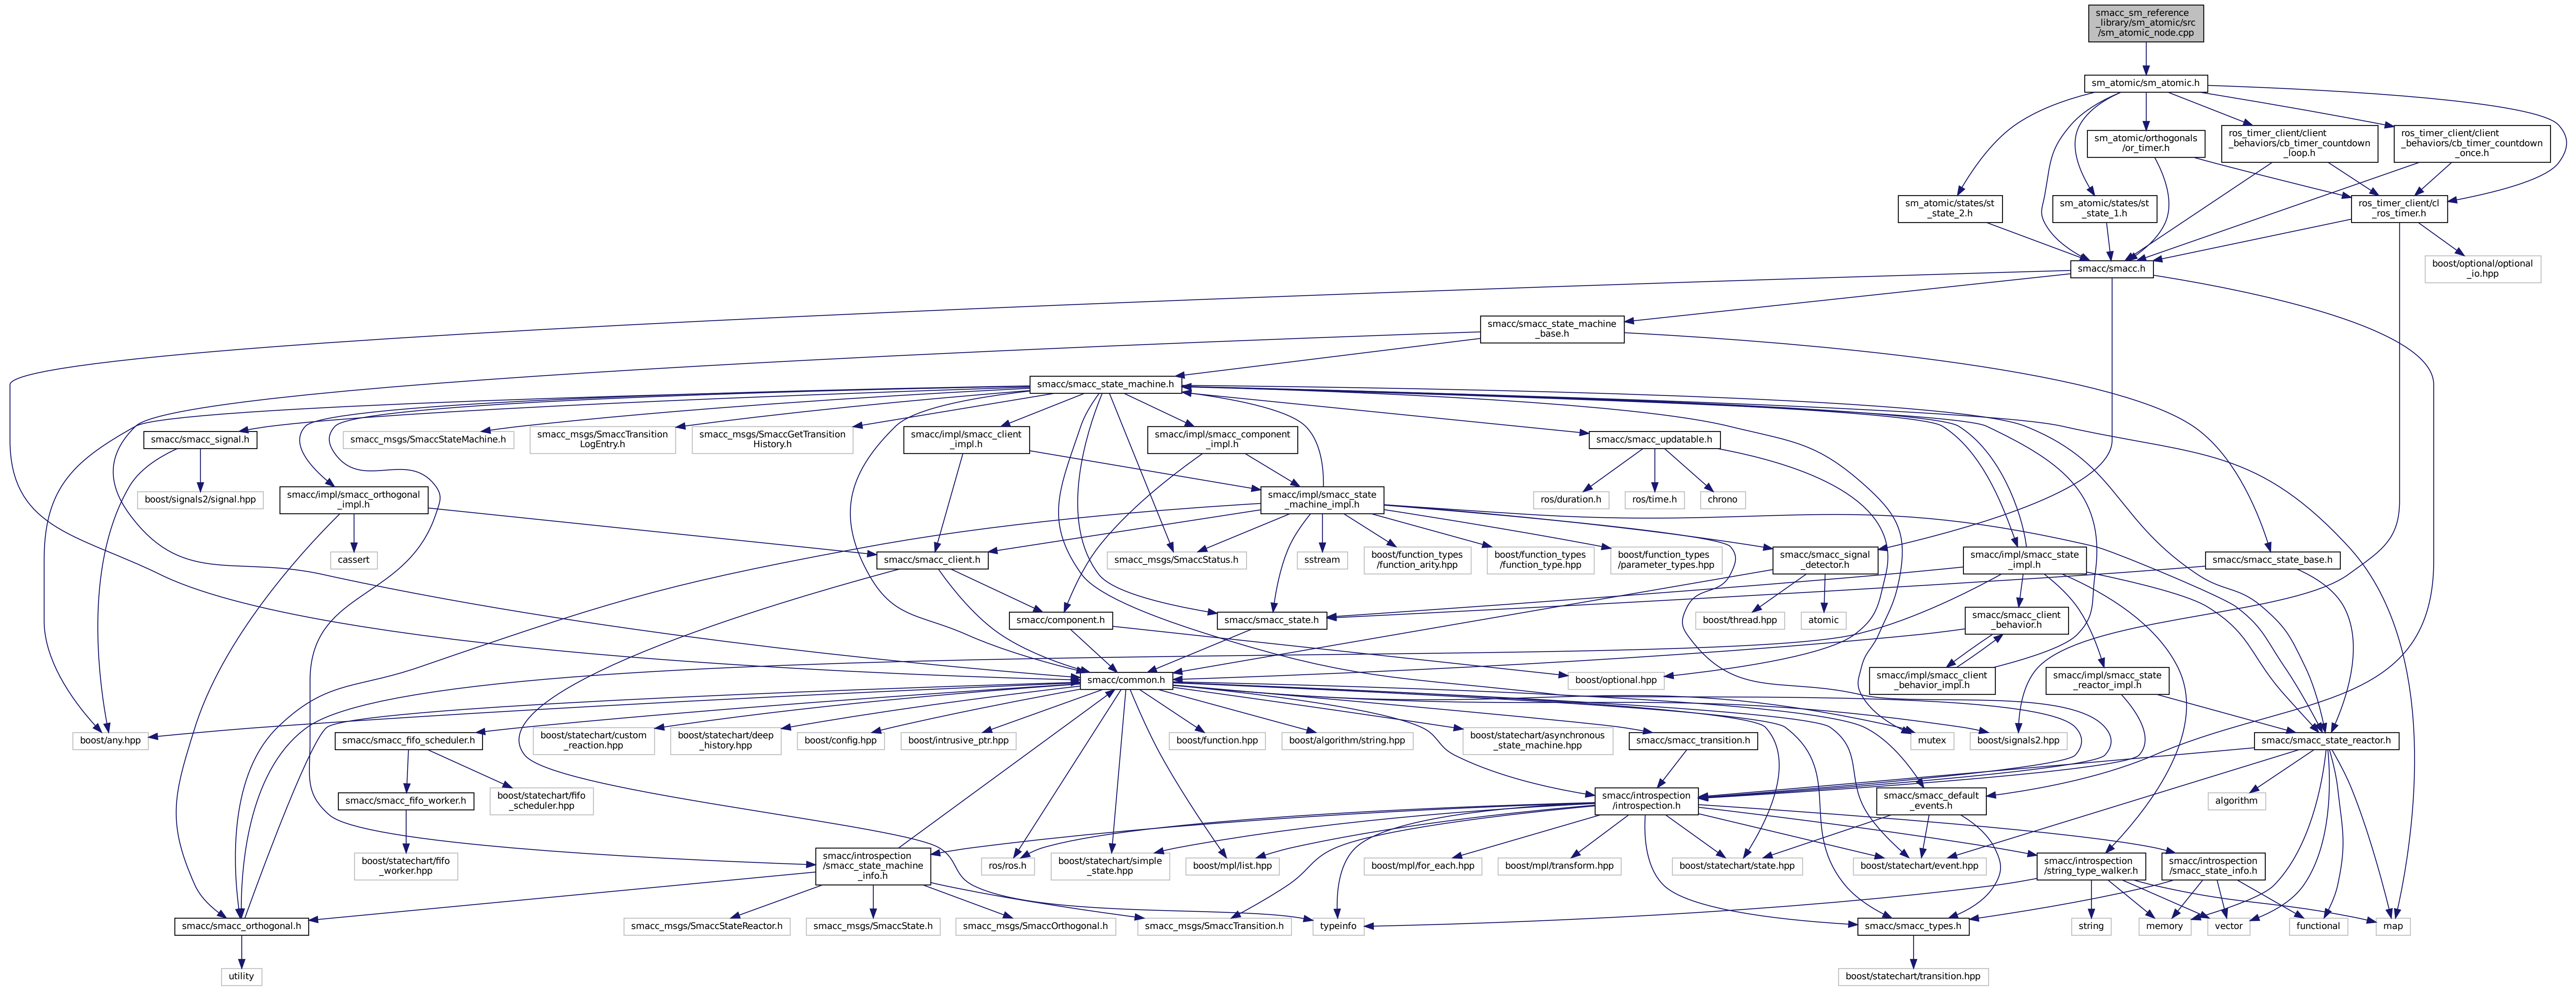 smacc_sm_reference
_library/sm_atomic/src
/sm_atomic_node.cpp
sm_atomic/sm_atomic.h
sm_atomic/orthogonals
/or_timer.h
ros_timer_client/client
_behaviors/cb_timer_countdown
_loop.h
ros_timer_client/client
_behaviors/cb_timer_countdown
_once.h
sm_atomic/states/st
_state_2.h
sm_atomic/states/st
_state_1.h
ros_timer_client/cl
_ros_timer.h
smacc/smacc.h
boost/optional/optional
_io.hpp
smacc/smacc_state_machine
_base.h
smacc/smacc_state_machine.h
smacc/smacc_signal.h
smacc_msgs/SmaccStateMachine.h
smacc_msgs/SmaccTransition
LogEntry.h
smacc_msgs/SmaccGetTransition
History.h
smacc/impl/smacc_client
_impl.h
smacc/impl/smacc_component
_impl.h
smacc/smacc_updatable.h
boost/signals2/signal.hpp
smacc/impl/smacc_orthogonal
_impl.h
smacc/impl/smacc_state
_machine_impl.h
ros/duration.h
ros/time.h
chrono
cassert
smacc/smacc_client.h
smacc_msgs/SmaccStatus.h
sstream
boost/function_types
/function_arity.hpp
boost/function_types
/function_type.hpp
boost/function_types
/parameter_types.hpp
smacc/smacc_signal
_detector.h
smacc/impl/smacc_state
_impl.h
smacc/smacc_state_base.h
smacc/component.h
smacc/smacc_state.h
boost/thread.hpp
atomic
smacc/smacc_client
_behavior.h
smacc/common.h
boost/optional.hpp
smacc/impl/smacc_client
_behavior_impl.h
smacc/impl/smacc_state
_reactor_impl.h
boost/any.hpp
smacc/smacc_fifo_scheduler.h
boost/statechart/custom
_reaction.hpp
boost/statechart/deep
_history.hpp
boost/config.hpp
boost/intrusive_ptr.hpp
boost/function.hpp
boost/algorithm/string.hpp
boost/statechart/asynchronous
_state_machine.hpp
smacc/smacc_transition.h
mutex
boost/signals2.hpp
smacc/smacc_state_reactor.h
smacc/smacc_fifo_worker.h
boost/statechart/fifo
_scheduler.hpp
smacc/introspection
/introspection.h
smacc/smacc_default
_events.h
algorithm
boost/statechart/fifo
_worker.hpp
smacc/introspection
/smacc_state_machine
_info.h
ros/ros.h
boost/statechart/simple
_state.hpp
boost/mpl/list.hpp
boost/mpl/for_each.hpp
boost/mpl/transform.hpp
boost/statechart/state.hpp
boost/statechart/event.hpp
smacc/introspection
/string_type_walker.h
smacc/introspection
/smacc_state_info.h
smacc/smacc_orthogonal.h
smacc_msgs/SmaccStateReactor.h
smacc_msgs/SmaccState.h
smacc_msgs/SmaccOrthogonal.h
smacc_msgs/SmaccTransition.h
typeinfo
smacc/smacc_types.h
string
memory
vector
functional
map
utility
boost/statechart/transition.hpp